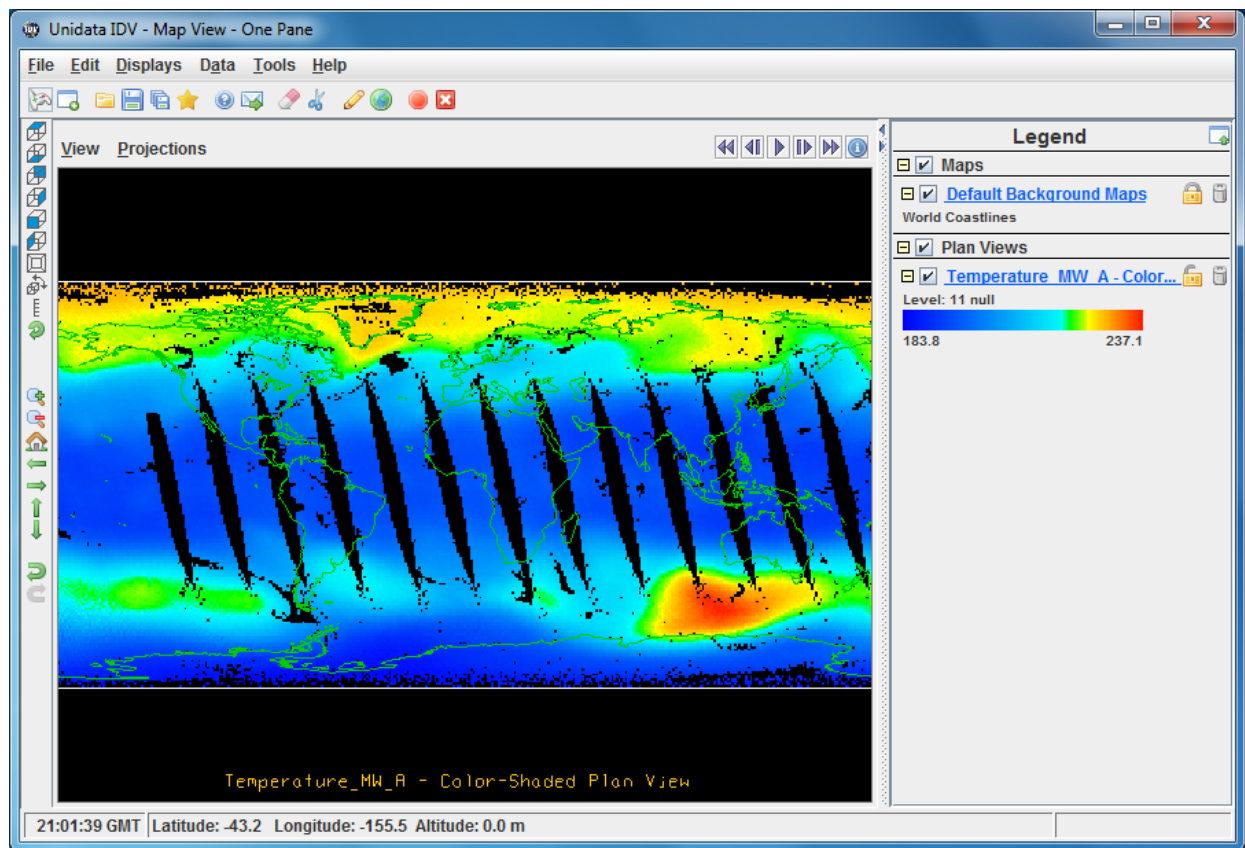 Unidata IDV - Map View - One Pane
File Edit Displays Data Tools Help
View Projections
Legend
Maps
Default Background Maps
World Coastlines
Plan Views
Temperature_MW_A - Color...
Level: 11 null
183.8 237.1
Temperature_MW_A - Color-Shaded Plan View
21:01:39 GMT Latitude: -43.2 Longitude: -155.5 Altitude: 0.0 m